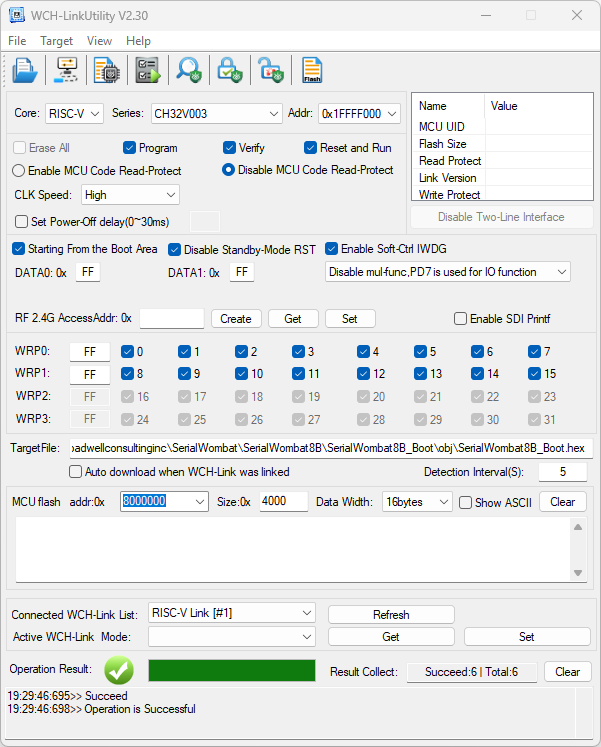 WCH-LinkUtility V2.30
File Target View Help
Flash
Core: RISC-V Series: CH32V003 Addr: 0x1FFFF000
Erase All Program Verify Reset and Run
Enable MCU Code Read-Protect Disable MCU Code Read-Protect
CLK Speed: High
Set Power-Off delay(0~30ms)
Name Value
MCU UID
Flash Size
Read Protect
Link Version
Write Protect
Disable Two-Line Interface
Starting From the Boot Area Disable Standby-Mode RST Enable Soft-Ctrl IWDG
DATA0: 0x FF DATA1: 0x FF Disable mul-func,PD7 is used for IO function
RF 2.4G AccessAddr: 0x Create Get Set Enable SDI Printf
WRP0: FF 0 1 2 3 4 5 6 7
WRP1: FF 8 9 10 11 12 13 14 15
WRP2: FF 16 17 18 19 20 21 22 23
WRP3: FF 24 25 26 27 28 29 30 31
TargetFile: adwellconsultinginc\SerialWombat\SerialWombat8B\SerialWombat8B_Boot\obj\SerialWombat8B_Boot.hex
Auto download when WCH-Link was linked Detection Interval(S): 5
MCU flash addr:0x 8000000 Size:0x 4000 Data Width: 16bytes Show ASCII Clear
Connected WCH-Link List: RISC-V Link [#1] Refresh
Active WCH-Link Mode: Get Set
Operation Result: Result Collect: Succeed:6 | Total:6 Clear
19:29:46:695>> Succeed
19:29:46:698>> Operation is Successful